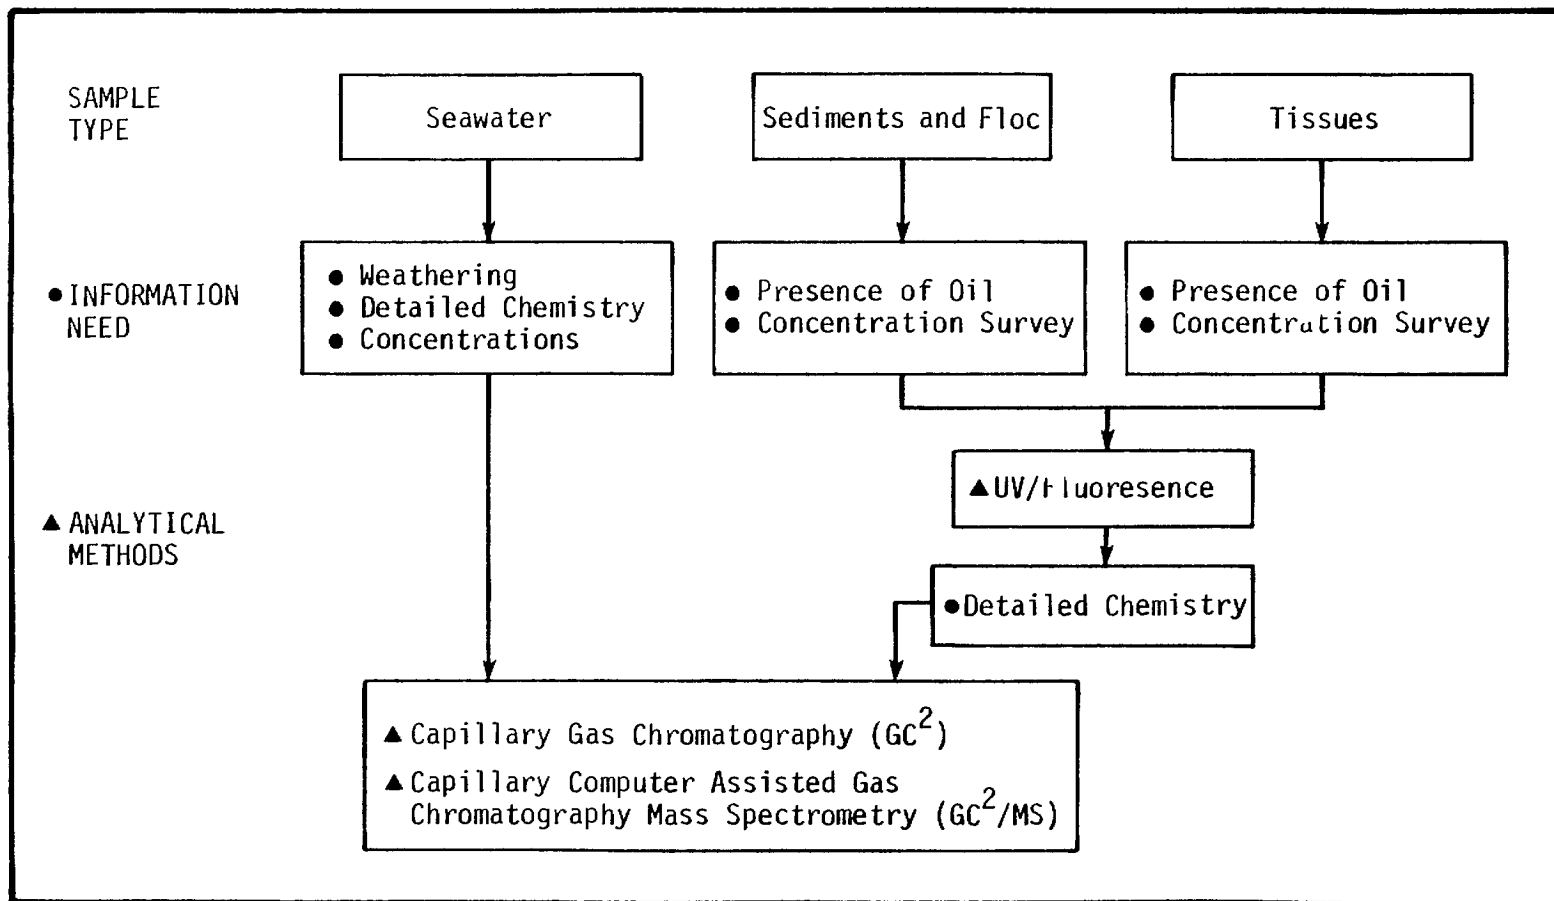 SAMPLE
TYPE
Seawater
Sediments and Floc
Tissues
● INFORMATION
NEED
● Weathering
● Detailed Chemistry
● Concentrations
● Presence of Oil
● Concentration Survey
● Presence of Oil
● Concentration Survey
▲ ANALYTICAL
METHODS
▲ UV/Fluoresence
● Detailed Chemistry
▲ Capillary Gas Chromatography (GC²)
▲ Capillary Computer Assisted Gas
Chromatography Mass Spectrometry (GC²/MS)